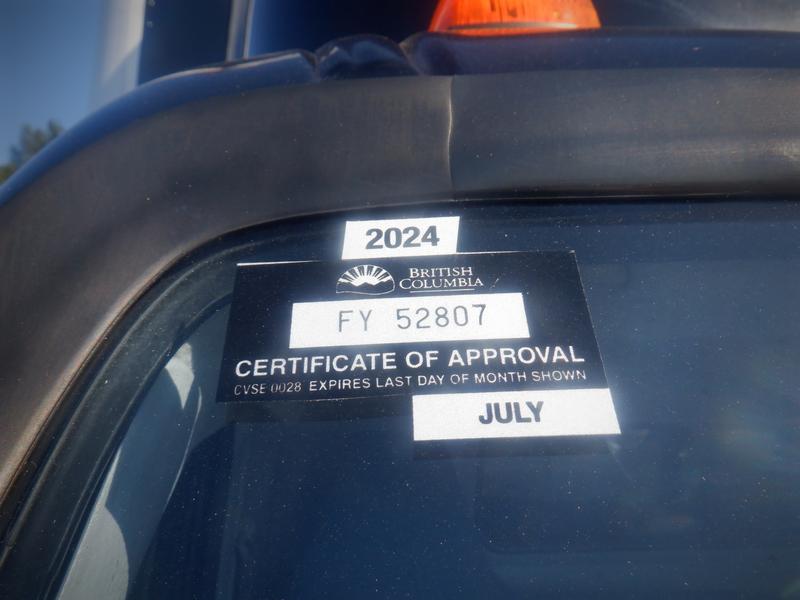 2024
BRITISH
COLUMBIA
FY 52807
CERTIFICATE OF APPROVAL
CVSE 0028 EXPIRES LAST DAY OF MONTH SHOWN
JULY